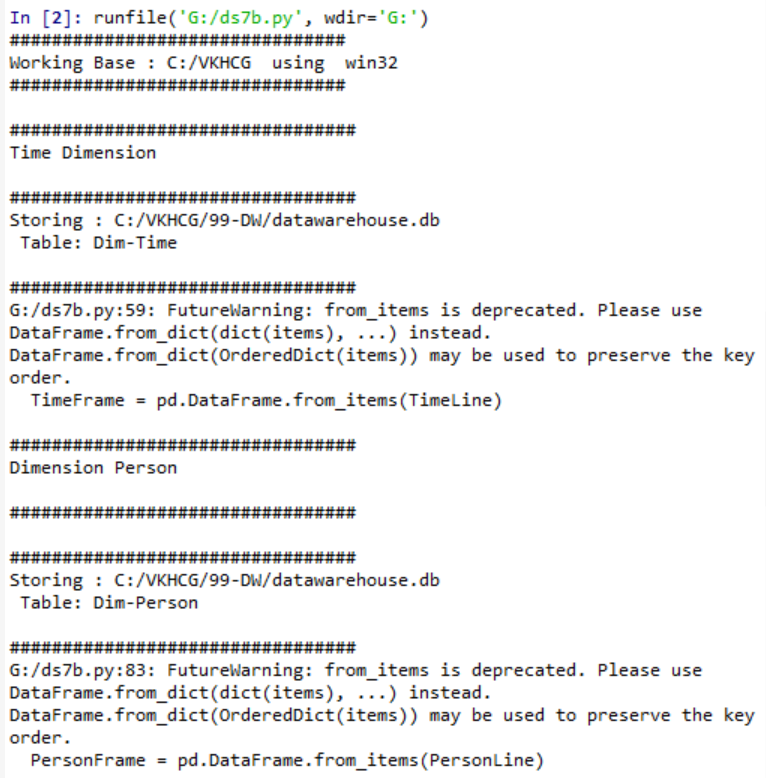 In [2]: runfile('G:/ds7b.py', wdir='G:')
################################
Working Base : C:/VKHCG  using  win32
################################
#################################
Time Dimension
#################################
Storing : C:/VKHCG/99-DW/datawarehouse.db
 Table: Dim-Time
#################################
G:/ds7b.py:59: FutureWarning: from_items is deprecated. Please use
DataFrame.from_dict(dict(items), ...) instead.
DataFrame.from_dict(OrderedDict(items)) may be used to preserve the key
order.
  TimeFrame = pd.DataFrame.from_items(TimeLine)
#################################
Dimension Person
#################################
#################################
Storing : C:/VKHCG/99-DW/datawarehouse.db
 Table: Dim-Person
#################################
G:/ds7b.py:83: FutureWarning: from_items is deprecated. Please use
DataFrame.from_dict(dict(items), ...) instead.
DataFrame.from_dict(OrderedDict(items)) may be used to preserve the key
order.
  PersonFrame = pd.DataFrame.from_items(PersonLine)